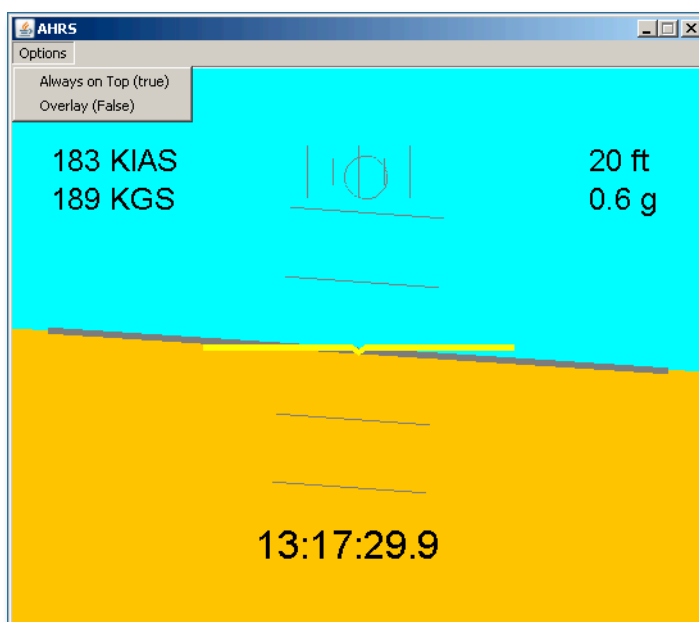 AHRS
Options
Always on Top (true)
Overlay (False)
183 KIAS
20 ft
189 KGS
0.6 g
13:17:29.9